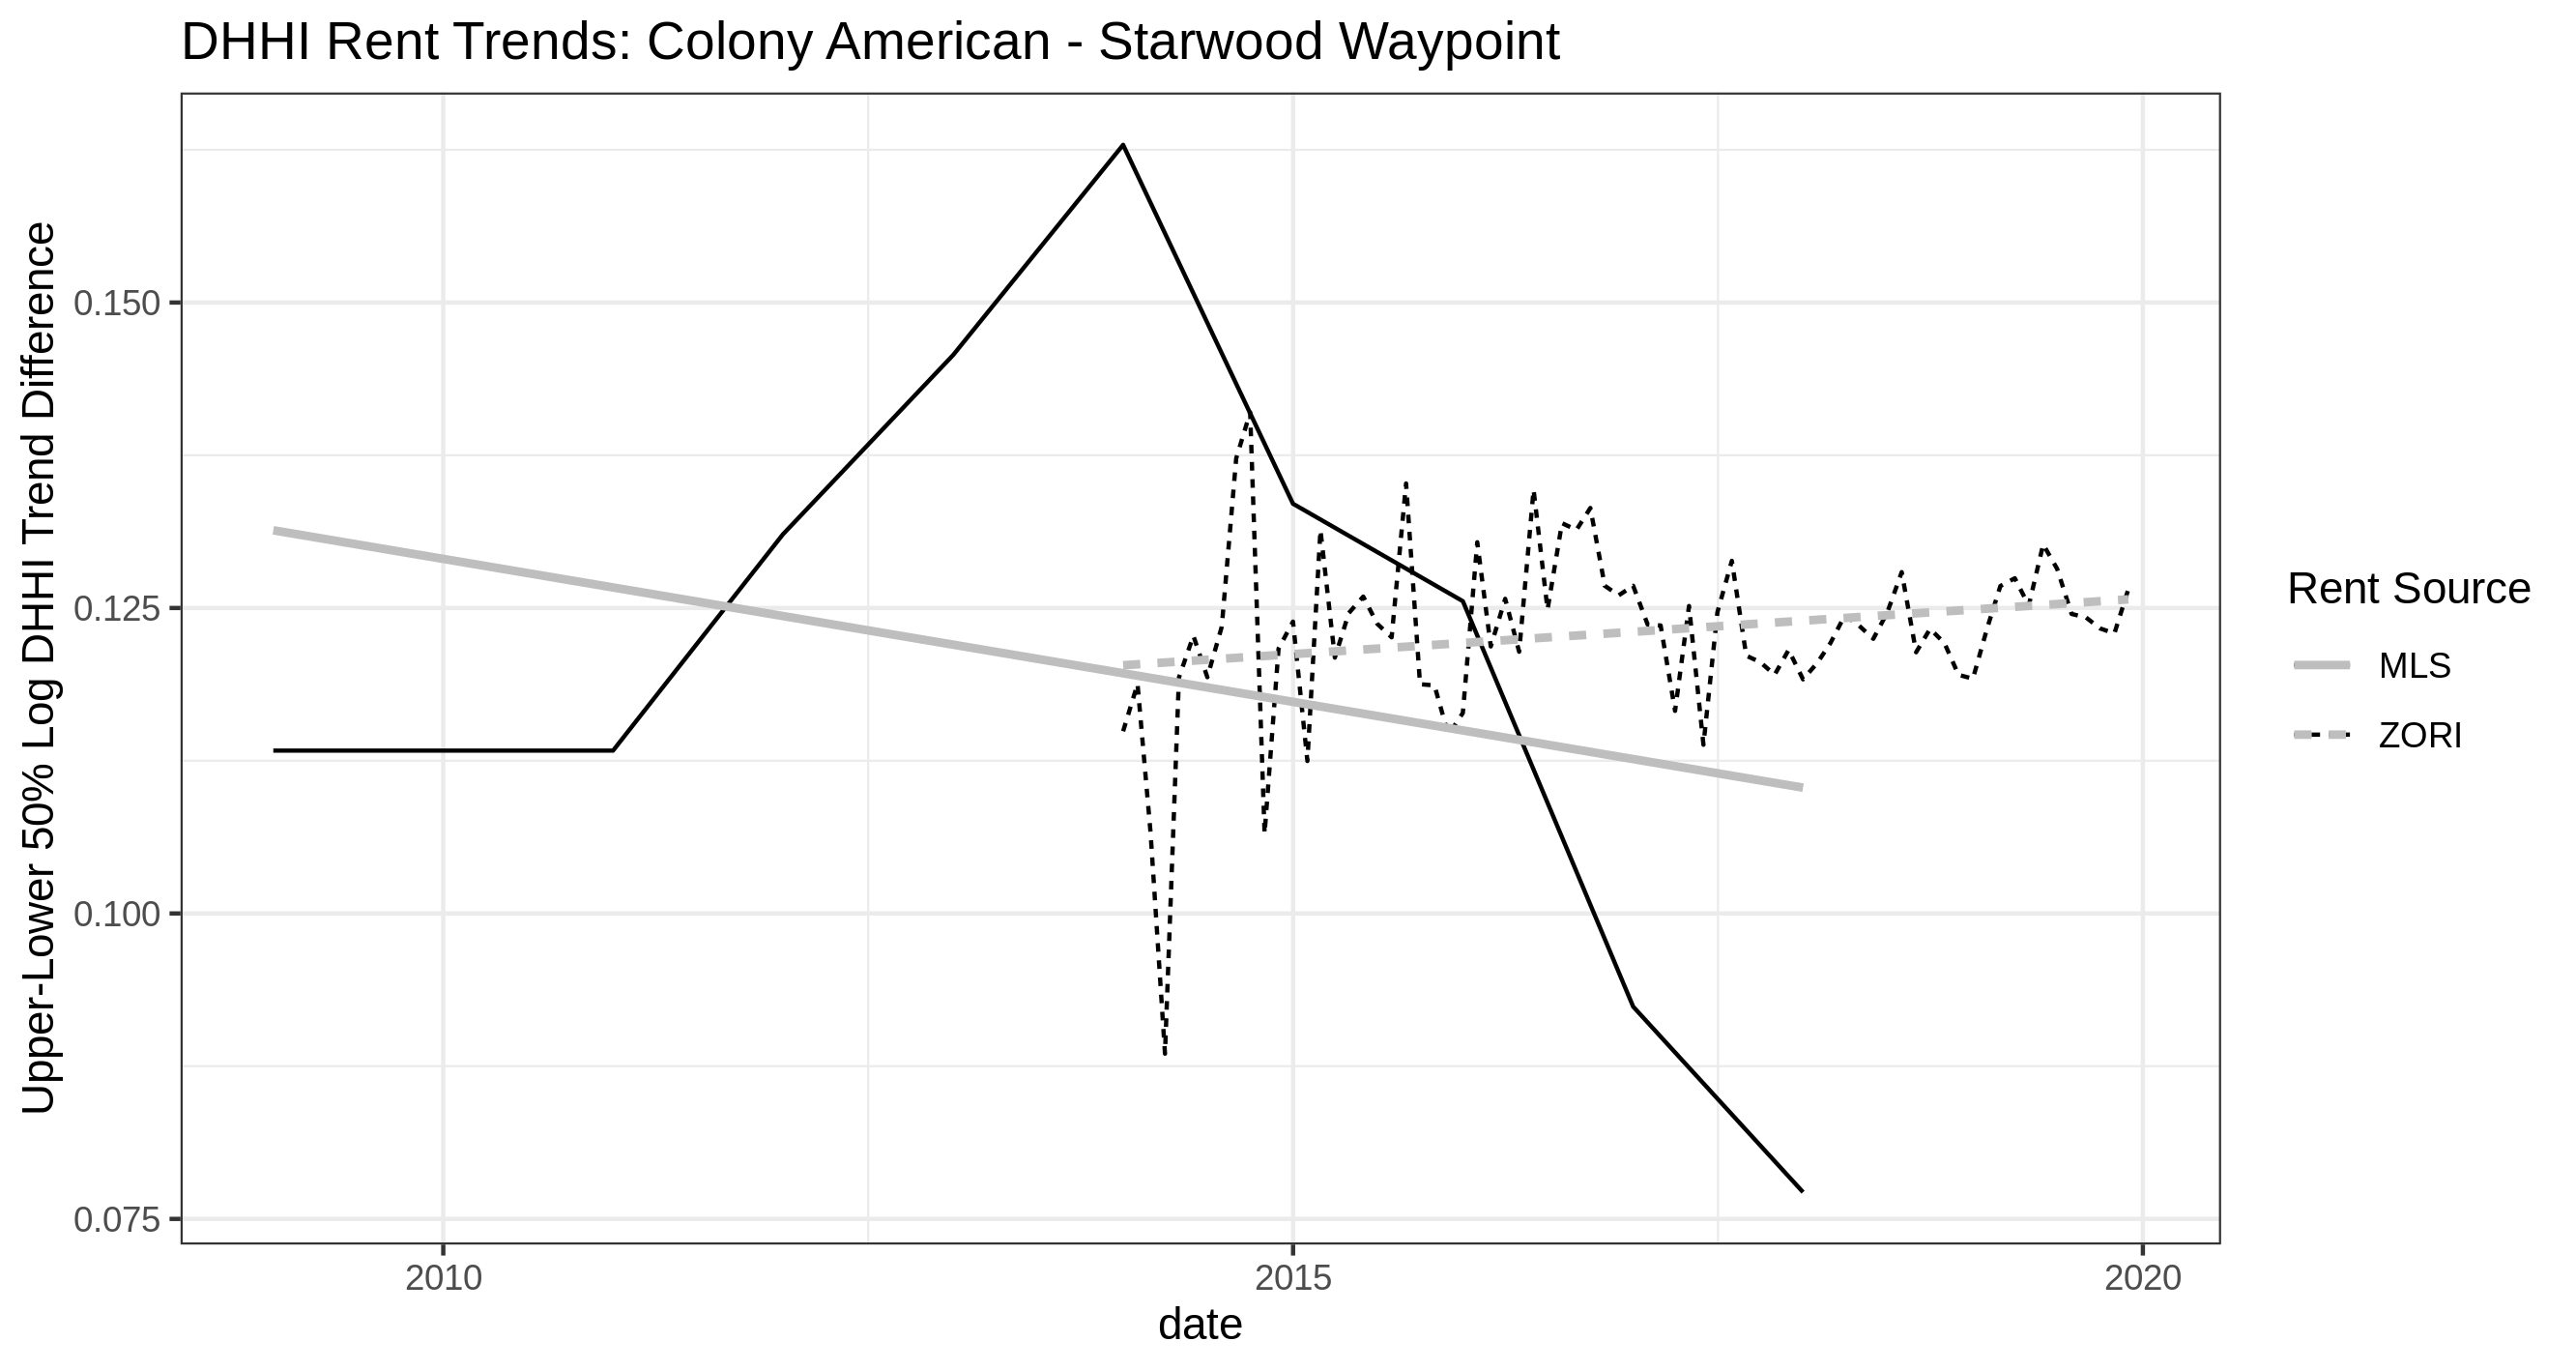 DHHI Rent Trends: Colony American - Starwood Waypoint
Upper-Lower 50% Log DHHI Trend Difference
0.150
0.125
0.100
0.075
2010
2015
2020
date
Rent Source
MLS
ZORI